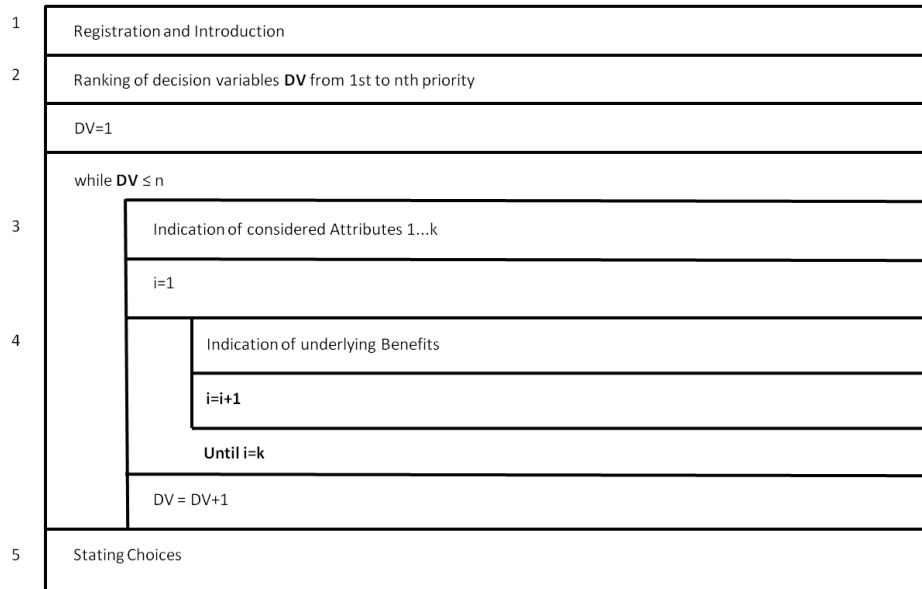 1 Registration and Introduction
2 Ranking of decision variables DV from 1st to nth priority
DV=1
while DV ≤ n
3 Indication of considered Attributes 1...k
i=1
4 Indication of underlying Benefits
i=i+1
Until i=k
DV = DV+1
5 Stating Choices